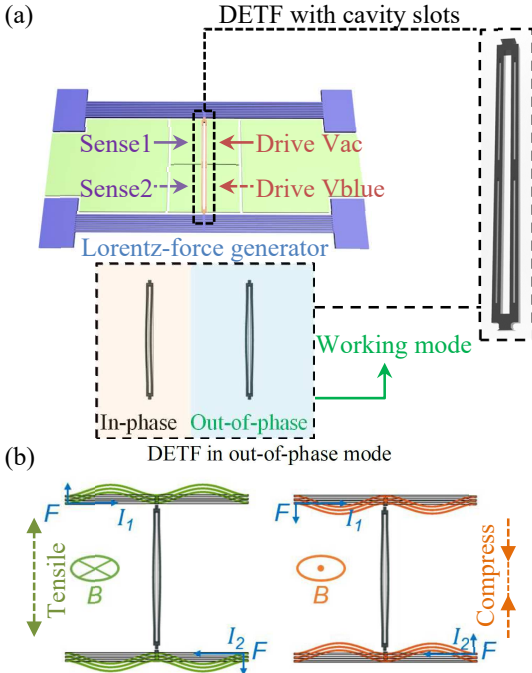 (a)
DETF with cavity slots
Sense1
Drive Vac
Sense2
Drive Vblue
Lorentz-force generator
Working mode
In-phase
Out-of-phase
(b)
DETF in out-of-phase mode
F
I1
F
I1
Tensile
B
B
Compress
I2
F
I2
F